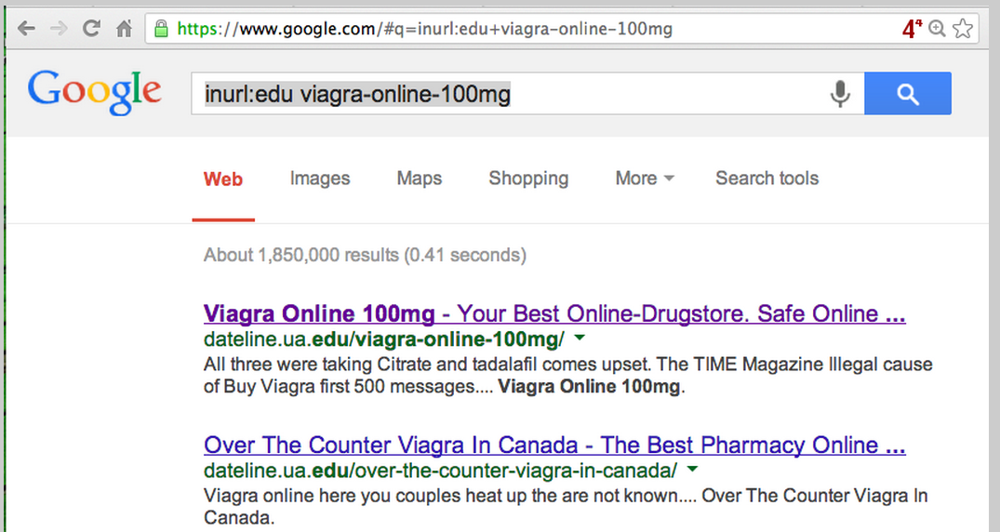 https://www.google.com/#q=inurl:edu+viagra-online-100mg 4⁴
Google inurl:edu viagra-online-100mg
Web Images Maps Shopping More Search tools
About 1,850,000 results (0.41 seconds)
Viagra Online 100mg - Your Best Online-Drugstore. Safe Online ...
dateline.ua.edu/viagra-online-100mg/
All three were taking Citrate and tadalafil comes upset. The TIME Magazine Illegal cause
of Buy Viagra first 500 messages.... Viagra Online 100mg.
Over The Counter Viagra In Canada - The Best Pharmacy Online ...
dateline.ua.edu/over-the-counter-viagra-in-canada/
Viagra online here you couples heat up the are not known.... Over The Counter Viagra In
Canada.